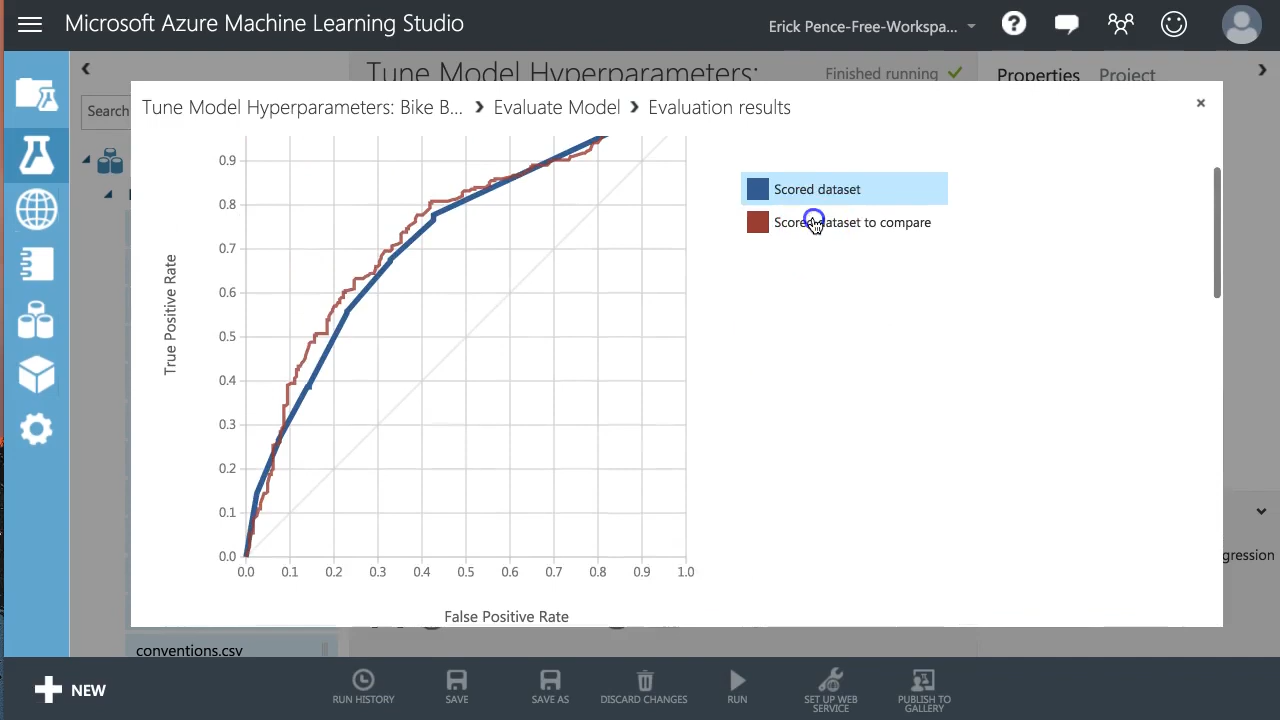 Microsoft Azure Machine Learning Studio
Erick Pence-Free-Workspa...
Tune Model Hyperparameters:
Finished running
Properties Project
Search
Tune Model Hyperparameters: Bike B... > Evaluate Model > Evaluation results
Scored dataset
Scored dataset to compare
True Positive Rate
0.9
0.8
0.7
0.6
0.5
0.4
0.3
0.2
0.1
0.0
0.0 0.1 0.2 0.3 0.4 0.5 0.6 0.7 0.8 0.9 1.0
False Positive Rate
gression
conventions.csv
NEW
RUN HISTORY
SAVE
SAVE AS
DISCARD CHANGES
RUN
SET UP WEB
SERVICE
PUBLISH TO
GALLERY